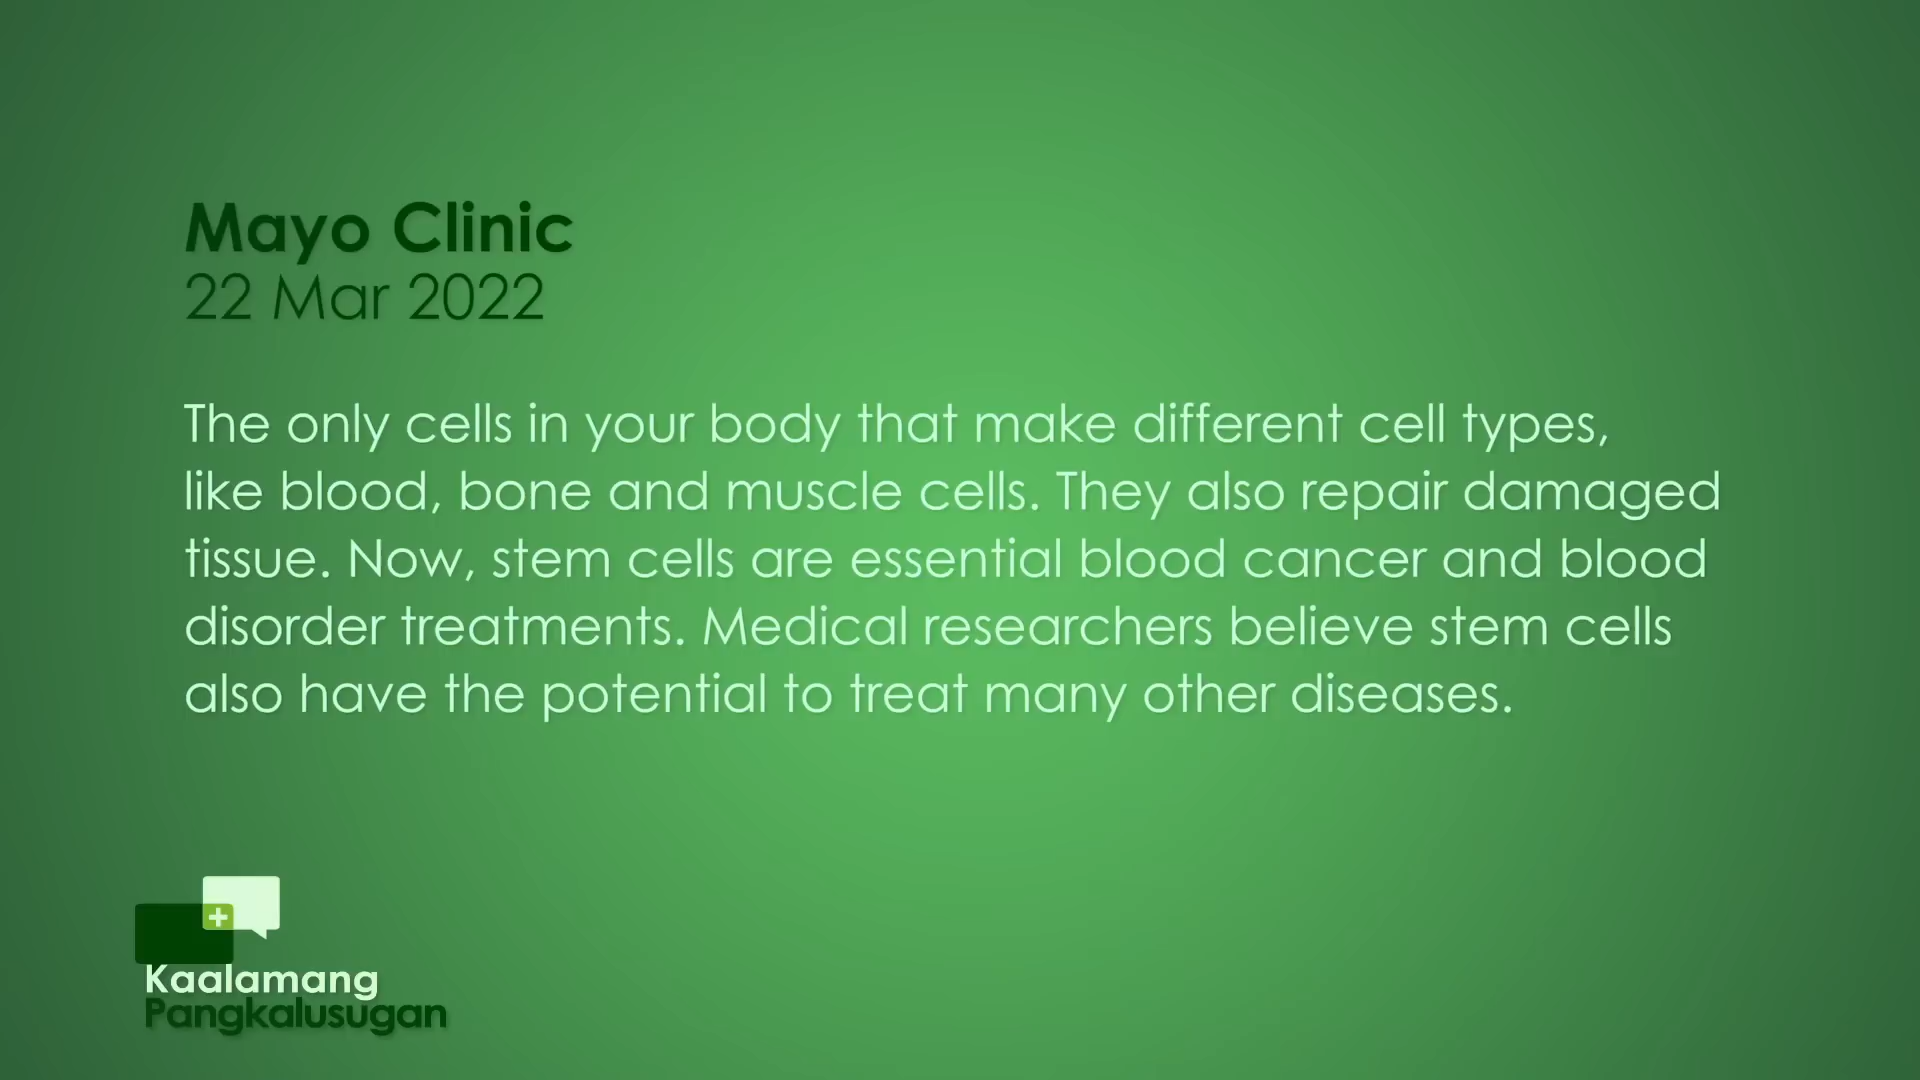 Mayo Clinic
22 Mar 2022
The only cells in your body that make different cell types,
like blood, bone and muscle cells. They also repair damaged
tissue. Now, stem cells are essential blood cancer and blood
disorder treatments. Medical researchers believe stem cells
also have the potential to treat many other diseases.
Kaalamang
Pangkalusugan